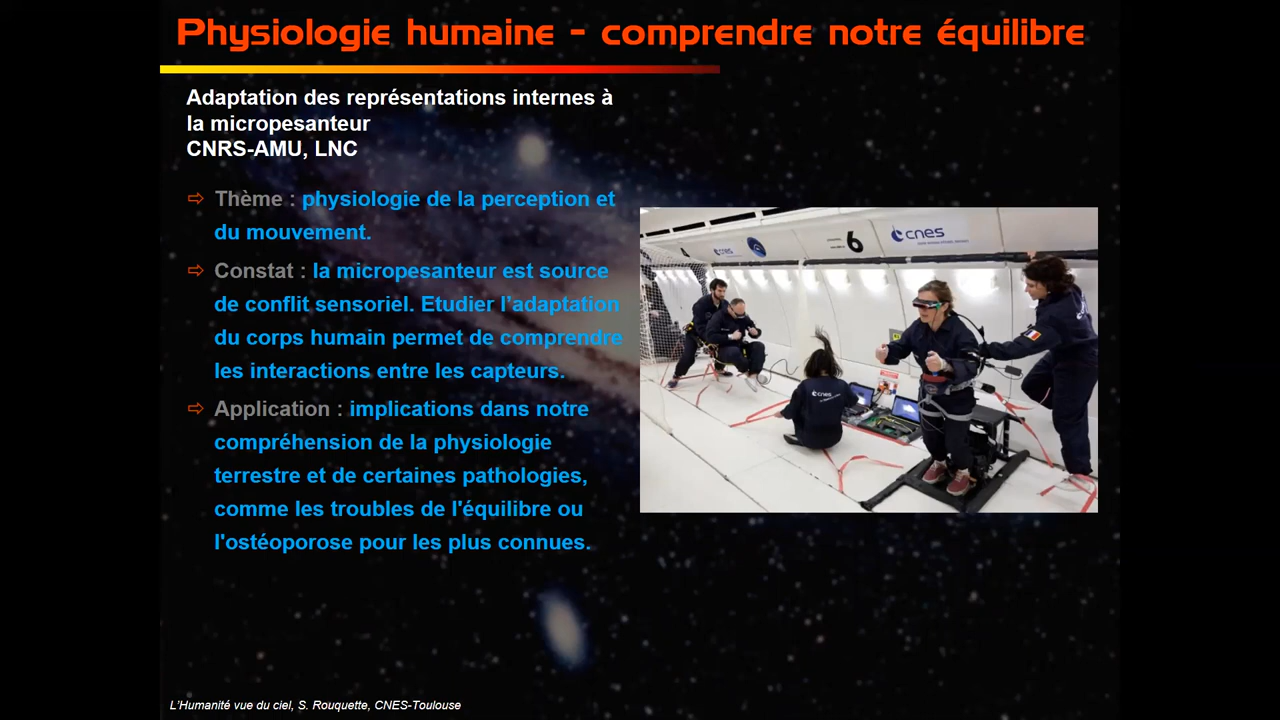 Physiologie humaine - comprendre notre équilibre
Adaptation des représentations internes à
la micropesanteur
CNRS-AMU, LNC
⇨ Thème : physiologie de la perception et
du mouvement.
⇨ Constat : la micropesanteur est source
de conflit sensoriel. Etudier l’adaptation
du corps humain permet de comprendre
les interactions entre les capteurs.
⇨ Application : implications dans notre
compréhension de la physiologie
terrestre et de certaines pathologies,
comme les troubles de l'équilibre ou
l'ostéoporose pour les plus connues.
cnes
6
cnes
cnes
L’Humanité vue du ciel, S. Rouquette, CNES-Toulouse